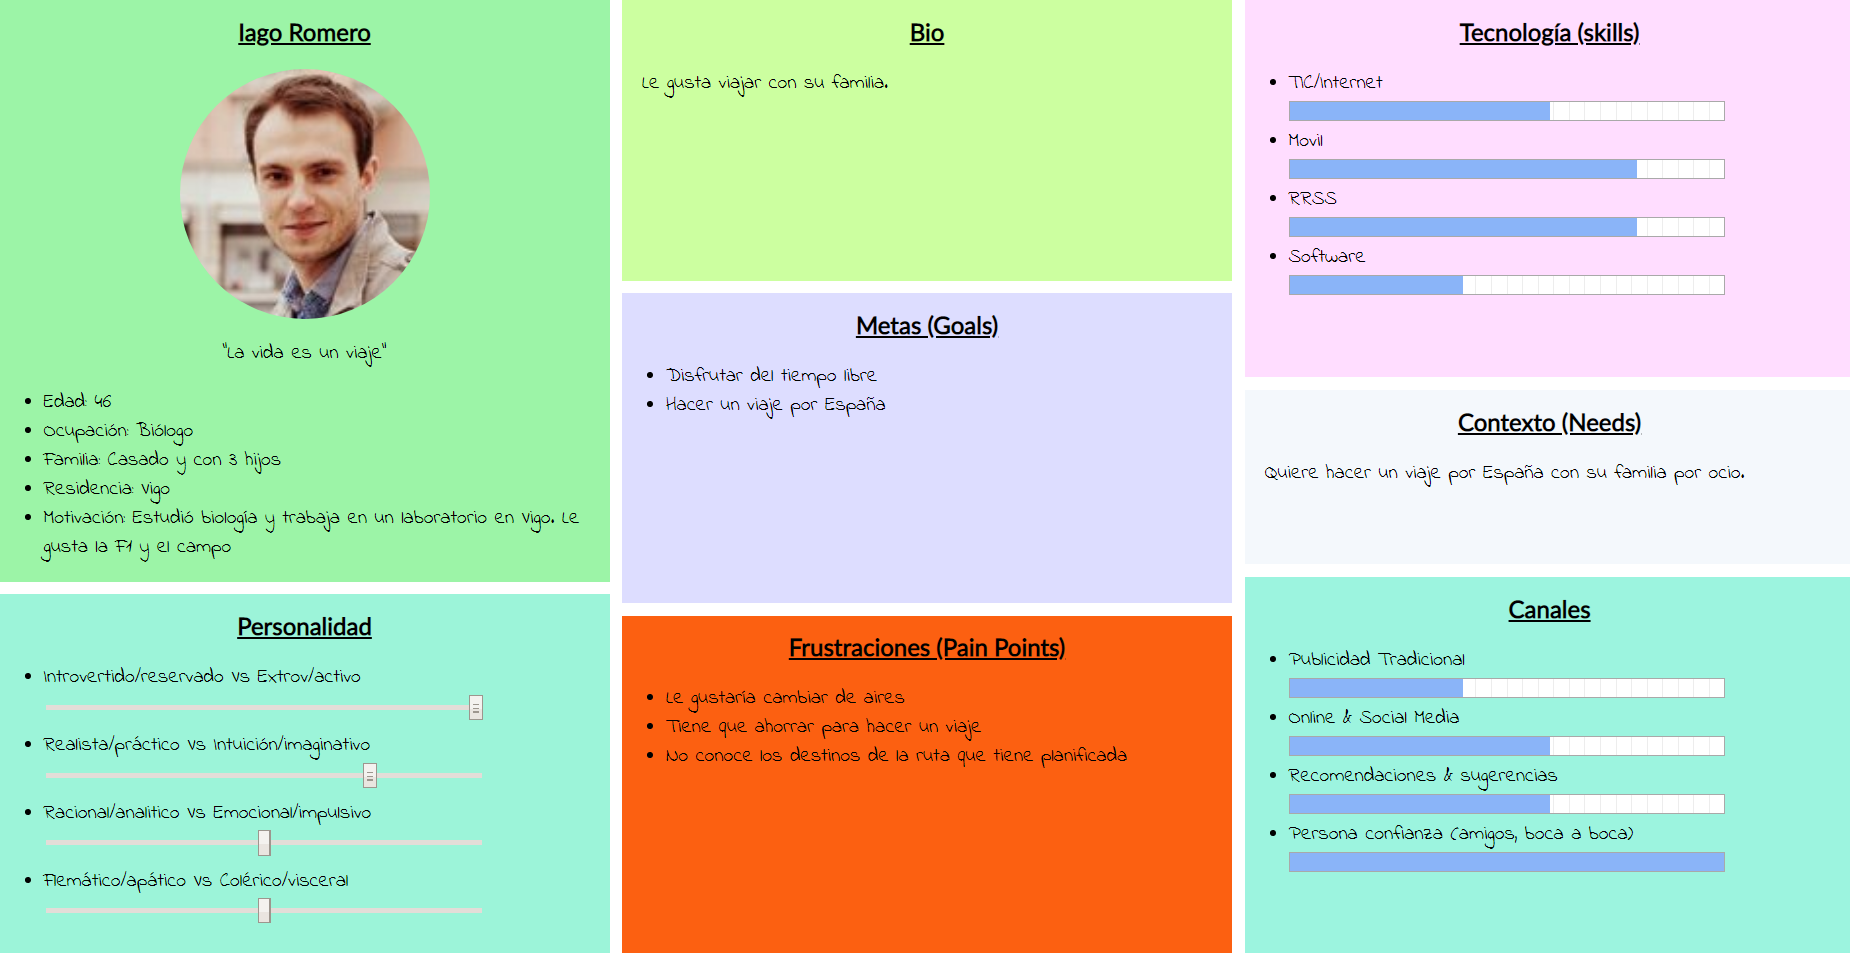 Iago Romero
"La vida es un viaje"
Edad: 46
Ocupación: Biólogo
Familia: Casado y con 3 hijos
Residencia: Vigo
Motivación: Estudió biología y trabaja en un laboratorio en Vigo. Le
gusta la F1 y el campo
Personalidad
Introvertido/reservado Vs Extrov/activo
Realista/práctico Vs Intuición/imaginativo
Racional/analitico Vs Emocional/impulsivo
Flemático/apático Vs Colérico/visceral
Bio
Le gusta viajar con su familia.
Metas (Goals)
Disfrutar del tiempo libre
Hacer un viaje por España
Frustraciones (Pain Points)
Le gustaría cambiar de aires
Tiene que ahorrar para hacer un viaje
No conoce los destinos de la ruta que tiene planificada
Tecnología (skills)
TIC/Internet
Movil
RRSS
Software
Contexto (Needs)
Quiere hacer un viaje por España con su familia por ocio.
Canales
Publicidad Tradicional
Online & Social Media
Recomendaciones & sugerencias
Persona confianza (amigos, boca a boca)